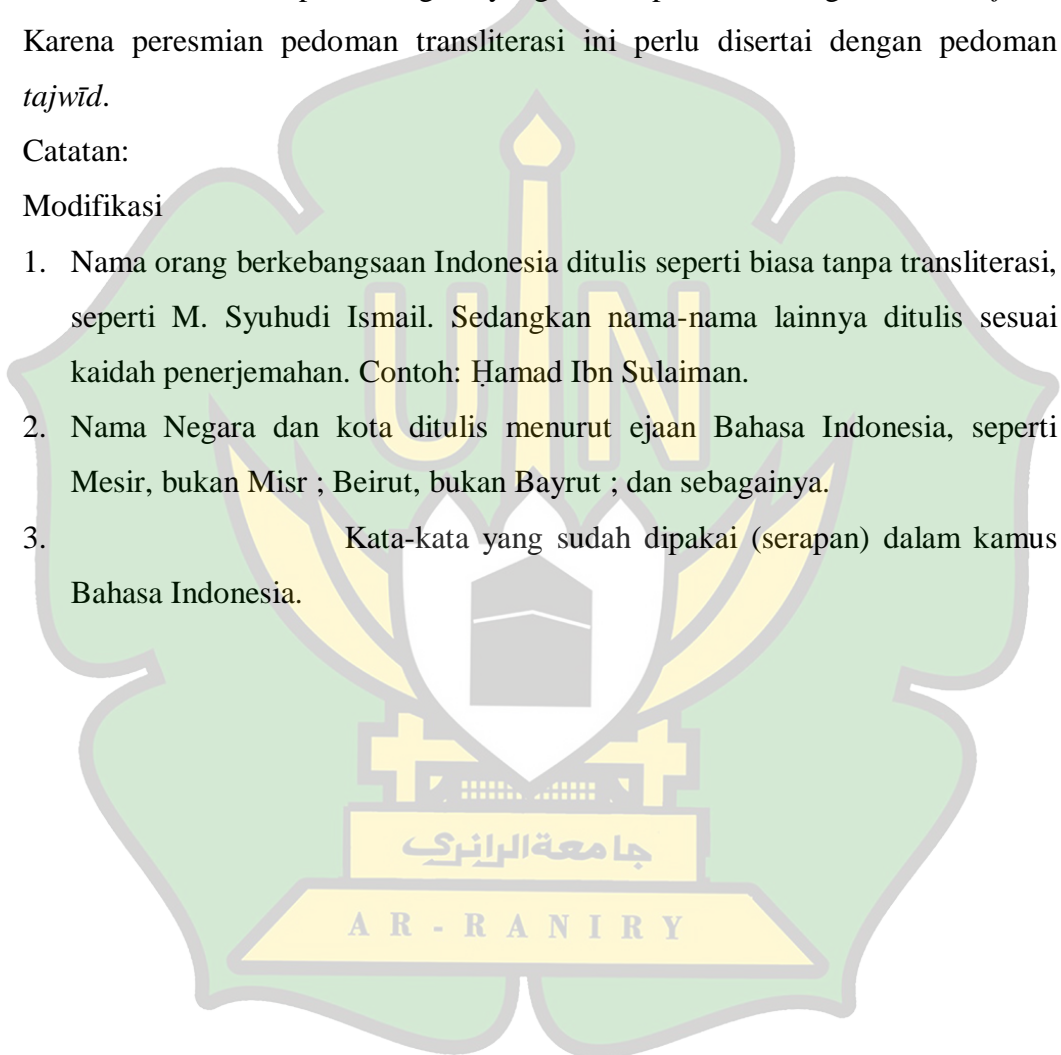 Karena peresmian pedoman transliterasi ini perlu disertai dengan pedoman
tajwīd.
Catatan:
Modifikasi
1. Nama orang berkebangsaan Indonesia ditulis seperti biasa tanpa transliterasi,
seperti M. Syuhudi Ismail. Sedangkan nama-nama lainnya ditulis sesuai
kaidah penerjemahan. Contoh: Ḥamad Ibn Sulaiman.
2. Nama Negara dan kota ditulis menurut ejaan Bahasa Indonesia, seperti
Mesir, bukan Misr ; Beirut, bukan Bayrut ; dan sebagainya.
3. Kata-kata yang sudah dipakai (serapan) dalam kamus
Bahasa Indonesia.
UIN
جامعة الرانري
AR-RANIRY